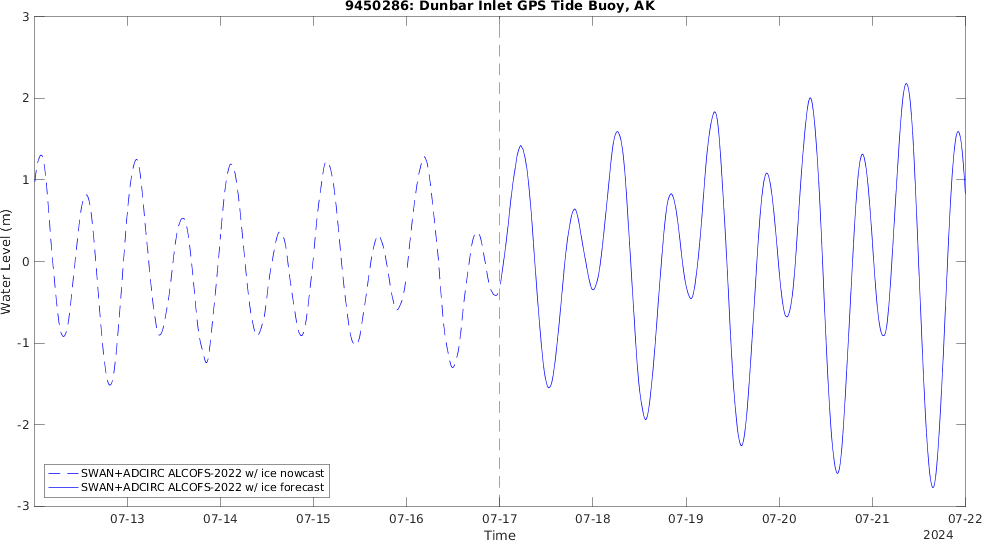 9450286: Dunbar Inlet GPS Tide Buoy, AK
3
2
1
0
-1
-2
-3
Water Level (m)
SWAN+ADCIRC ALCOFS-2022 w/ ice nowcast
SWAN+ADCIRC ALCOFS-2022 w/ ice forecast
07-13 07-14 07-15 07-16 07-17 07-18 07-19 07-20 07-21 07-22
Time
2024